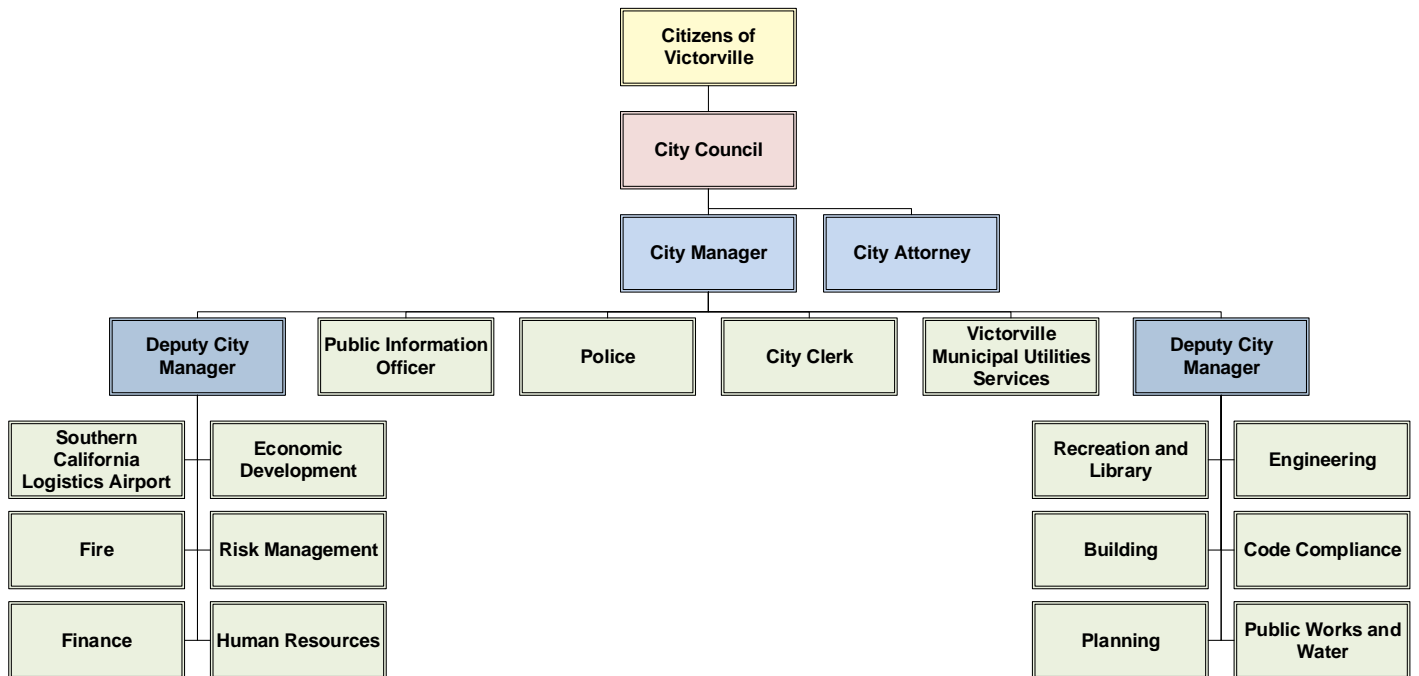 Citizens of
Victorville
City Council
City Manager
City Attorney
Deputy City
Manager
Public Information
Officer
Police
City Clerk
Victorville
Municipal Utilities
Services
Deputy City
Manager
Southern
California
Logistics Airport
Economic
Development
Recreation and
Library
Engineering
Fire
Risk Management
Building
Code Compliance
Finance
Human Resources
Planning
Public Works and
Water